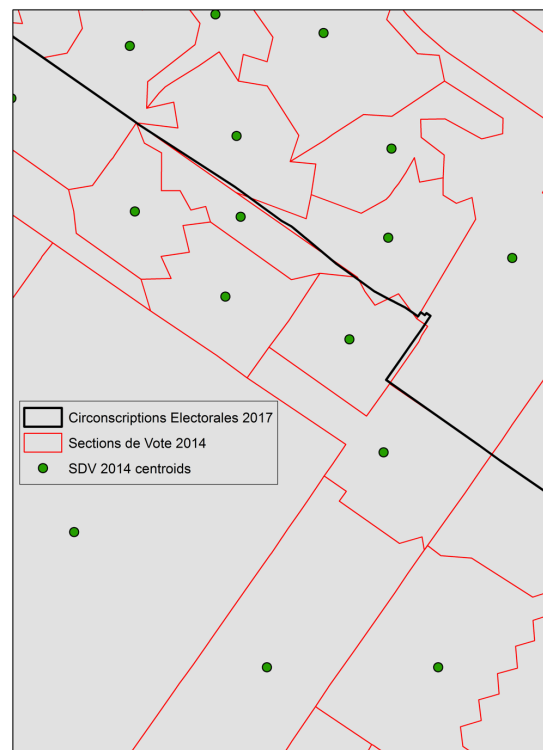 Circonscriptions Electorales 2017
Sections de Vote 2014
SDV 2014 centroids